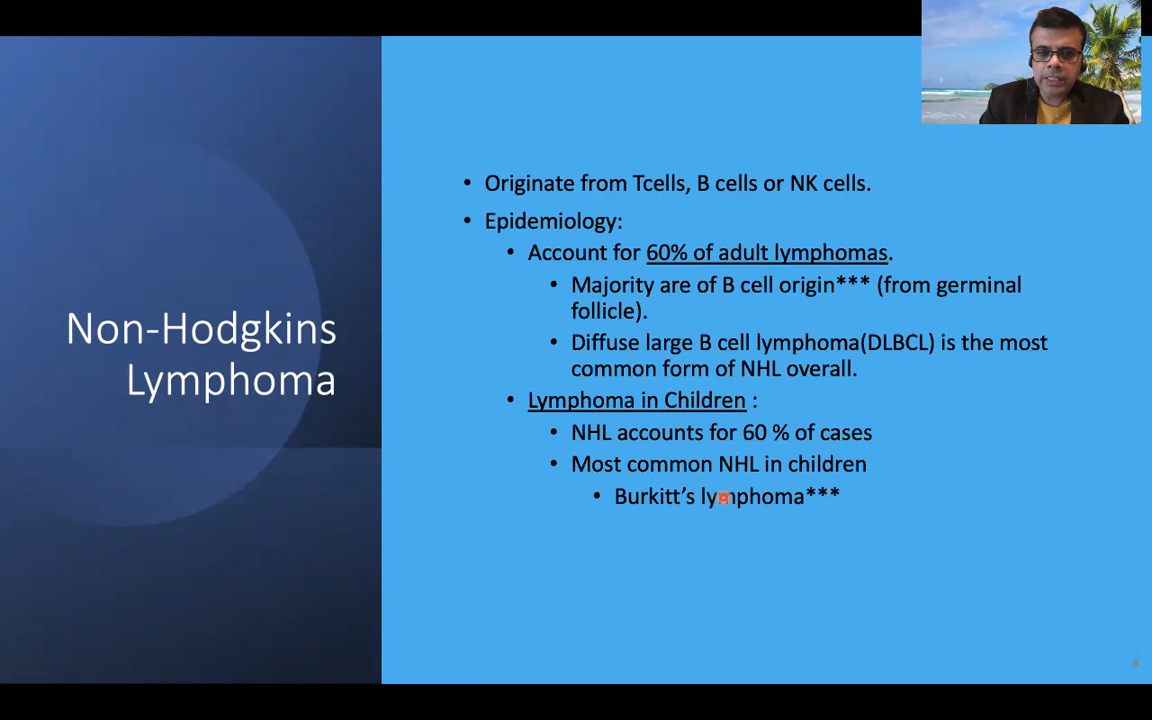 Non-Hodgkins
Lymphoma
• Originate from Tcells, B cells or NK cells.
• Epidemiology:
• Account for 60% of adult lymphomas.
• Majority are of B cell origin*** (from germinal
follicle).
• Diffuse large B cell lymphoma(DLBCL) is the most
common form of NHL overall.
• Lymphoma in Children :
• NHL accounts for 60 % of cases
• Most common NHL in children
• Burkitt’s lymphoma***